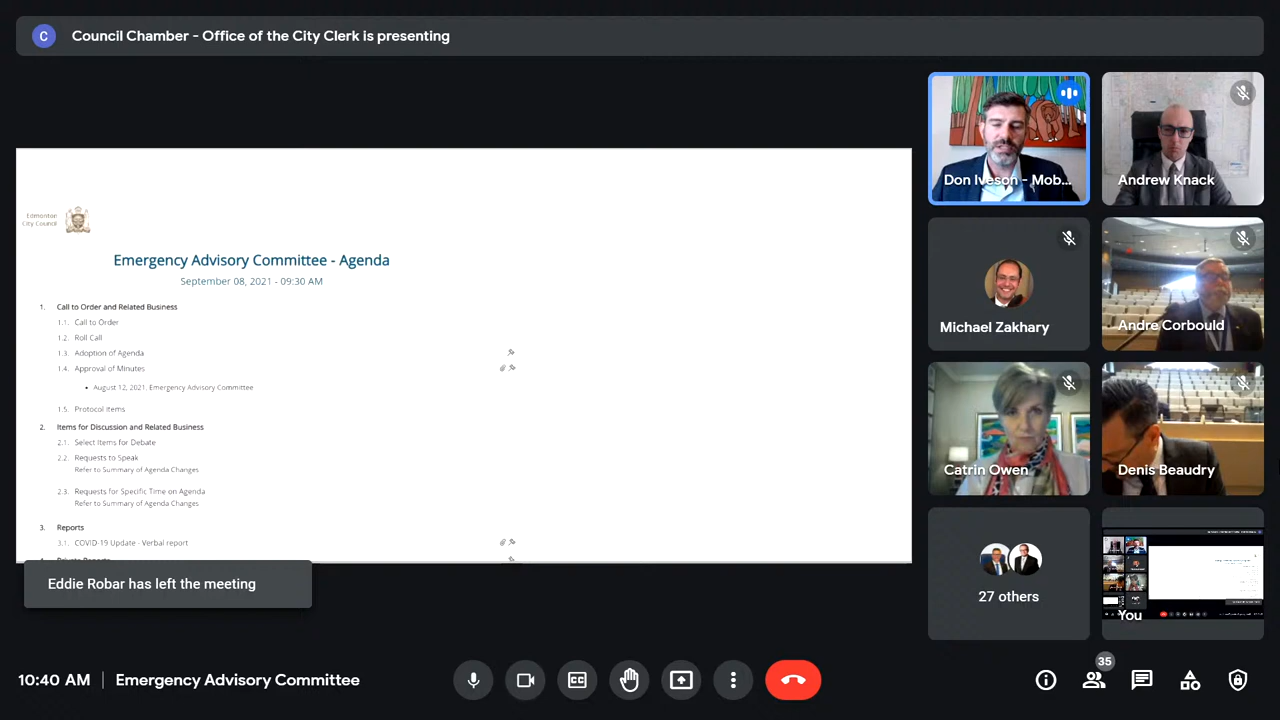 C
Council Chamber - Office of the City Clerk is presenting
Edmonton
City Council
Emergency Advisory Committee - Agenda
September 08, 2021 - 09:30 AM
1. Call to Order and Related Business
1.1. Call to Order
1.2. Roll Call
1.3. Adoption of Agenda
1.4. Approval of Minutes
• August 12, 2021, Emergency Advisory Committee
1.5. Protocol Items
2. Items for Discussion and Related Business
2.1. Select Items for Debate
2.2. Requests to Speak
Refer to Summary of Agenda Changes
2.3. Requests for Specific Time on Agenda
Refer to Summary of Agenda Changes
3. Reports
3.1. COVID-19 Update - Verbal report
Eddie Robar has left the meeting
Don Iveson - Mob...
Andrew Knack
Michael Zakhary
Andre Corbould
Catrin Owen
Denis Beaudry
27 others
You
10:40 AM | Emergency Advisory Committee
CC
35